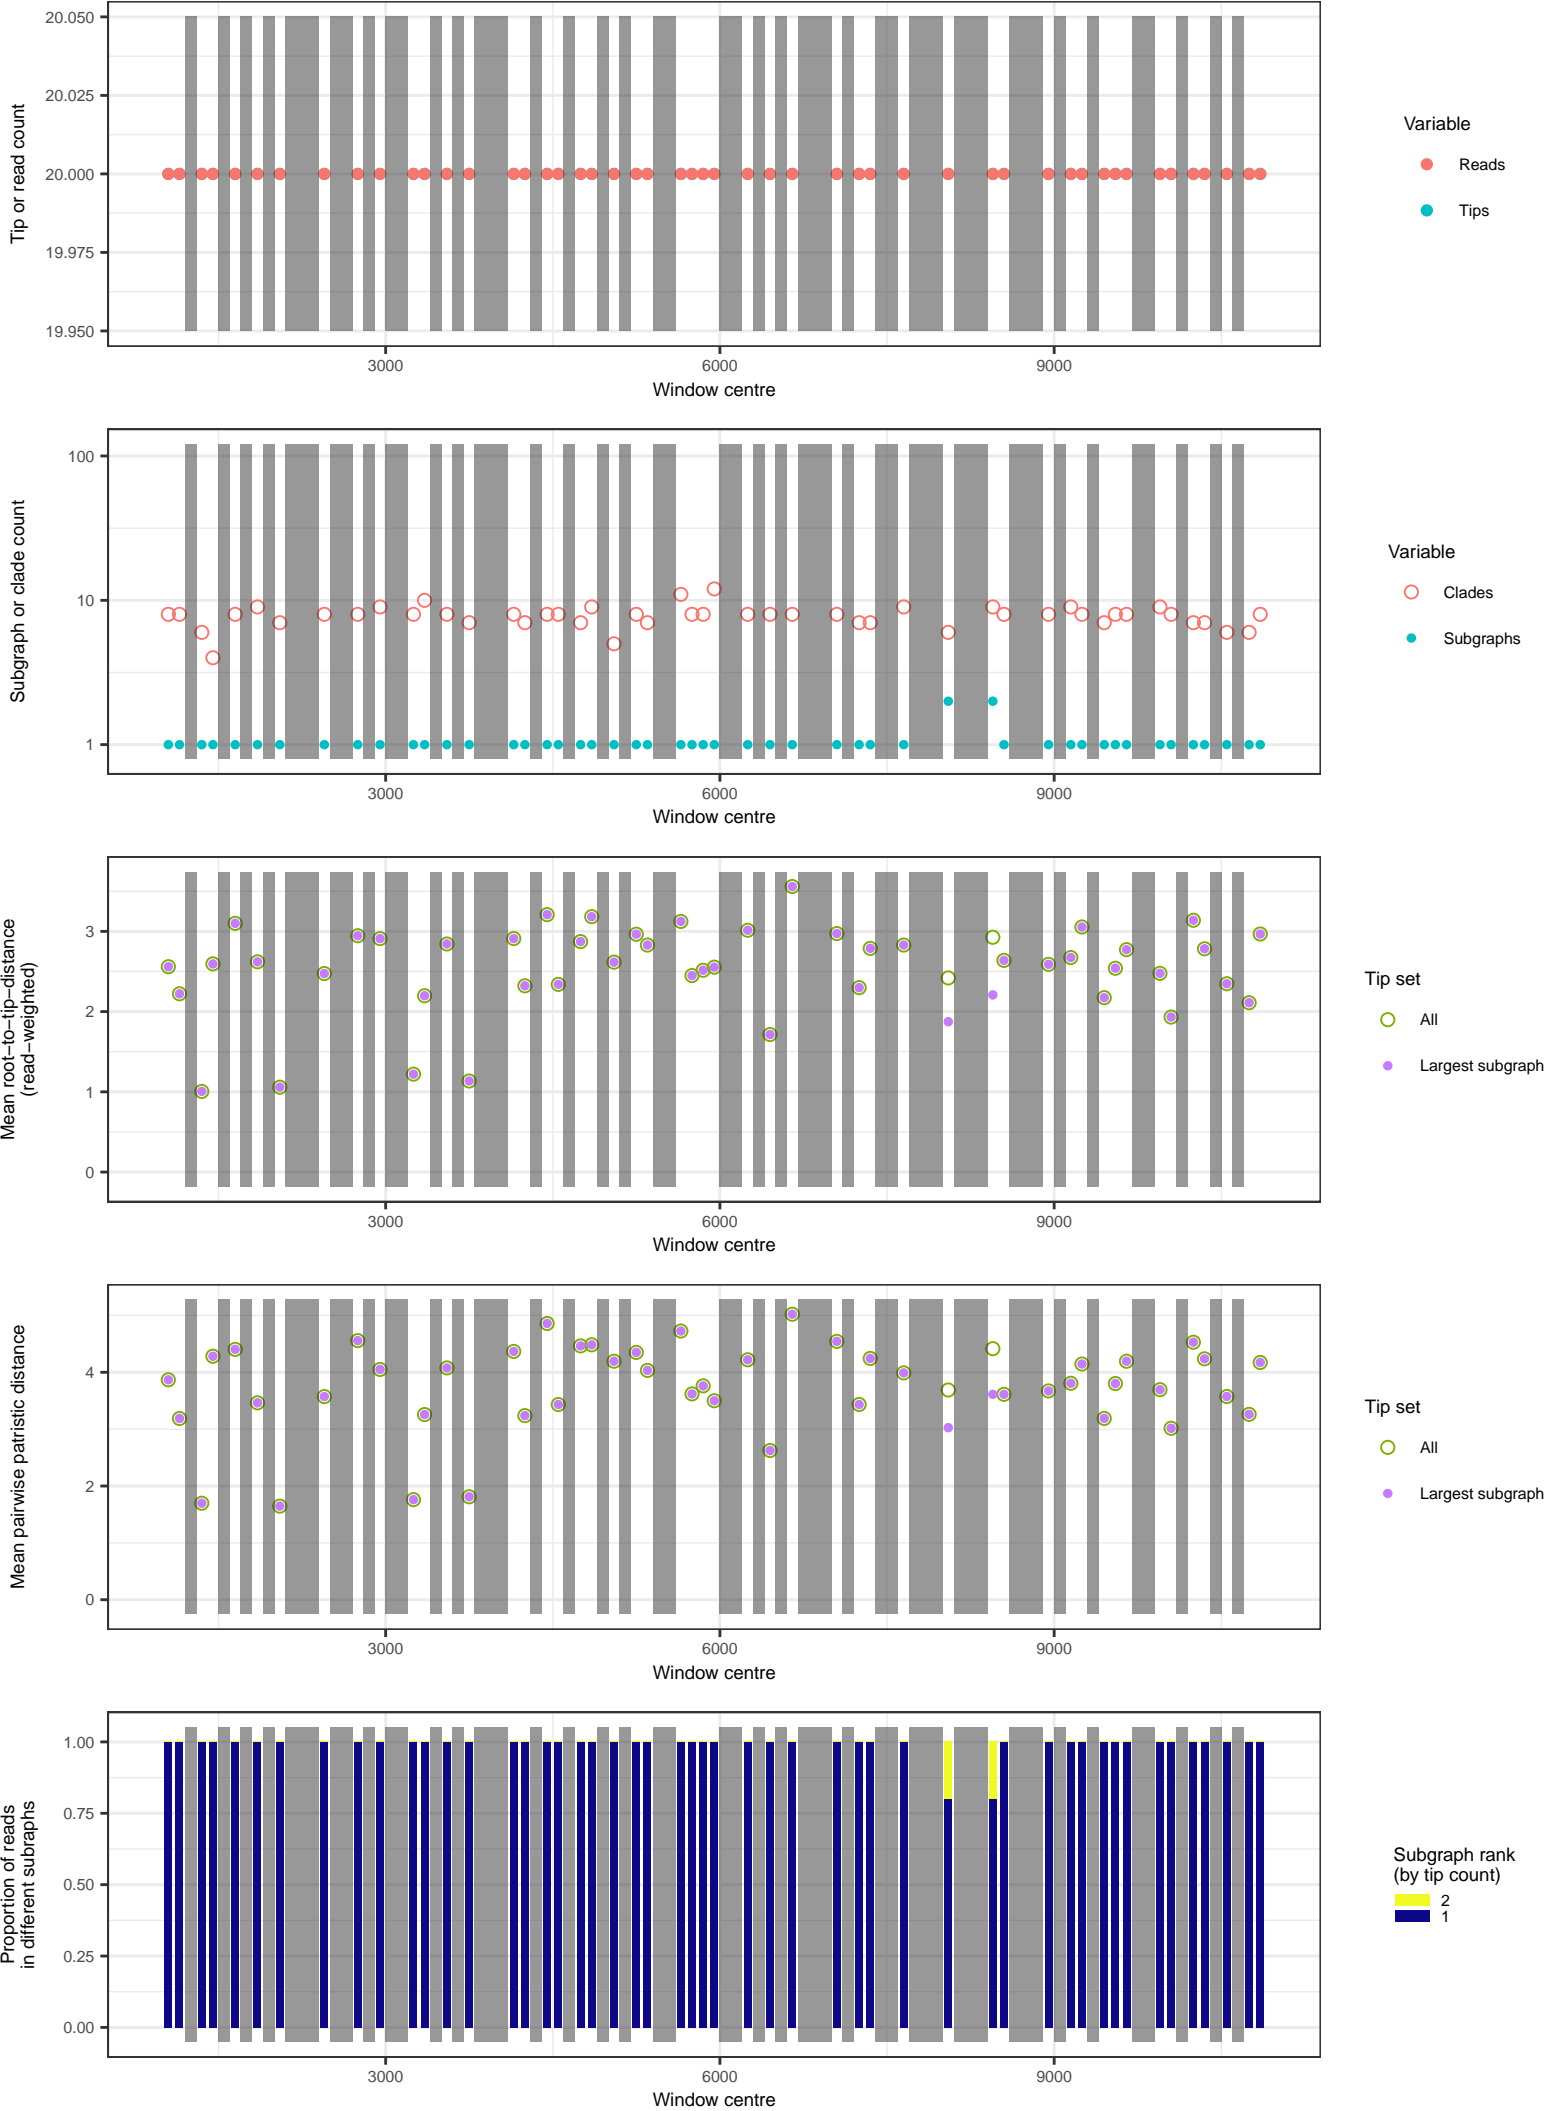 20.050
20.025
20.000
19.975
19.950
Tip or read count
3000
6000
9000
Window centre
Variable
Reads
Tips
100
10
1
Subgraph or clade count
3000
6000
9000
Window centre
Variable
Clades
Subgraphs
3
2
1
0
Mean root−to−tip−distance
(read−weighted)
3000
6000
9000
Window centre
Tip set
All
Largest subgraph
4
2
0
Mean pairwise patristic distance
3000
6000
9000
Window centre
Tip set
All
Largest subgraph
1.00
0.75
0.50
0.25
0.00
Proportion of reads
in different subraphs
3000
6000
9000
Window centre
Subgraph rank
(by tip count)
2
1